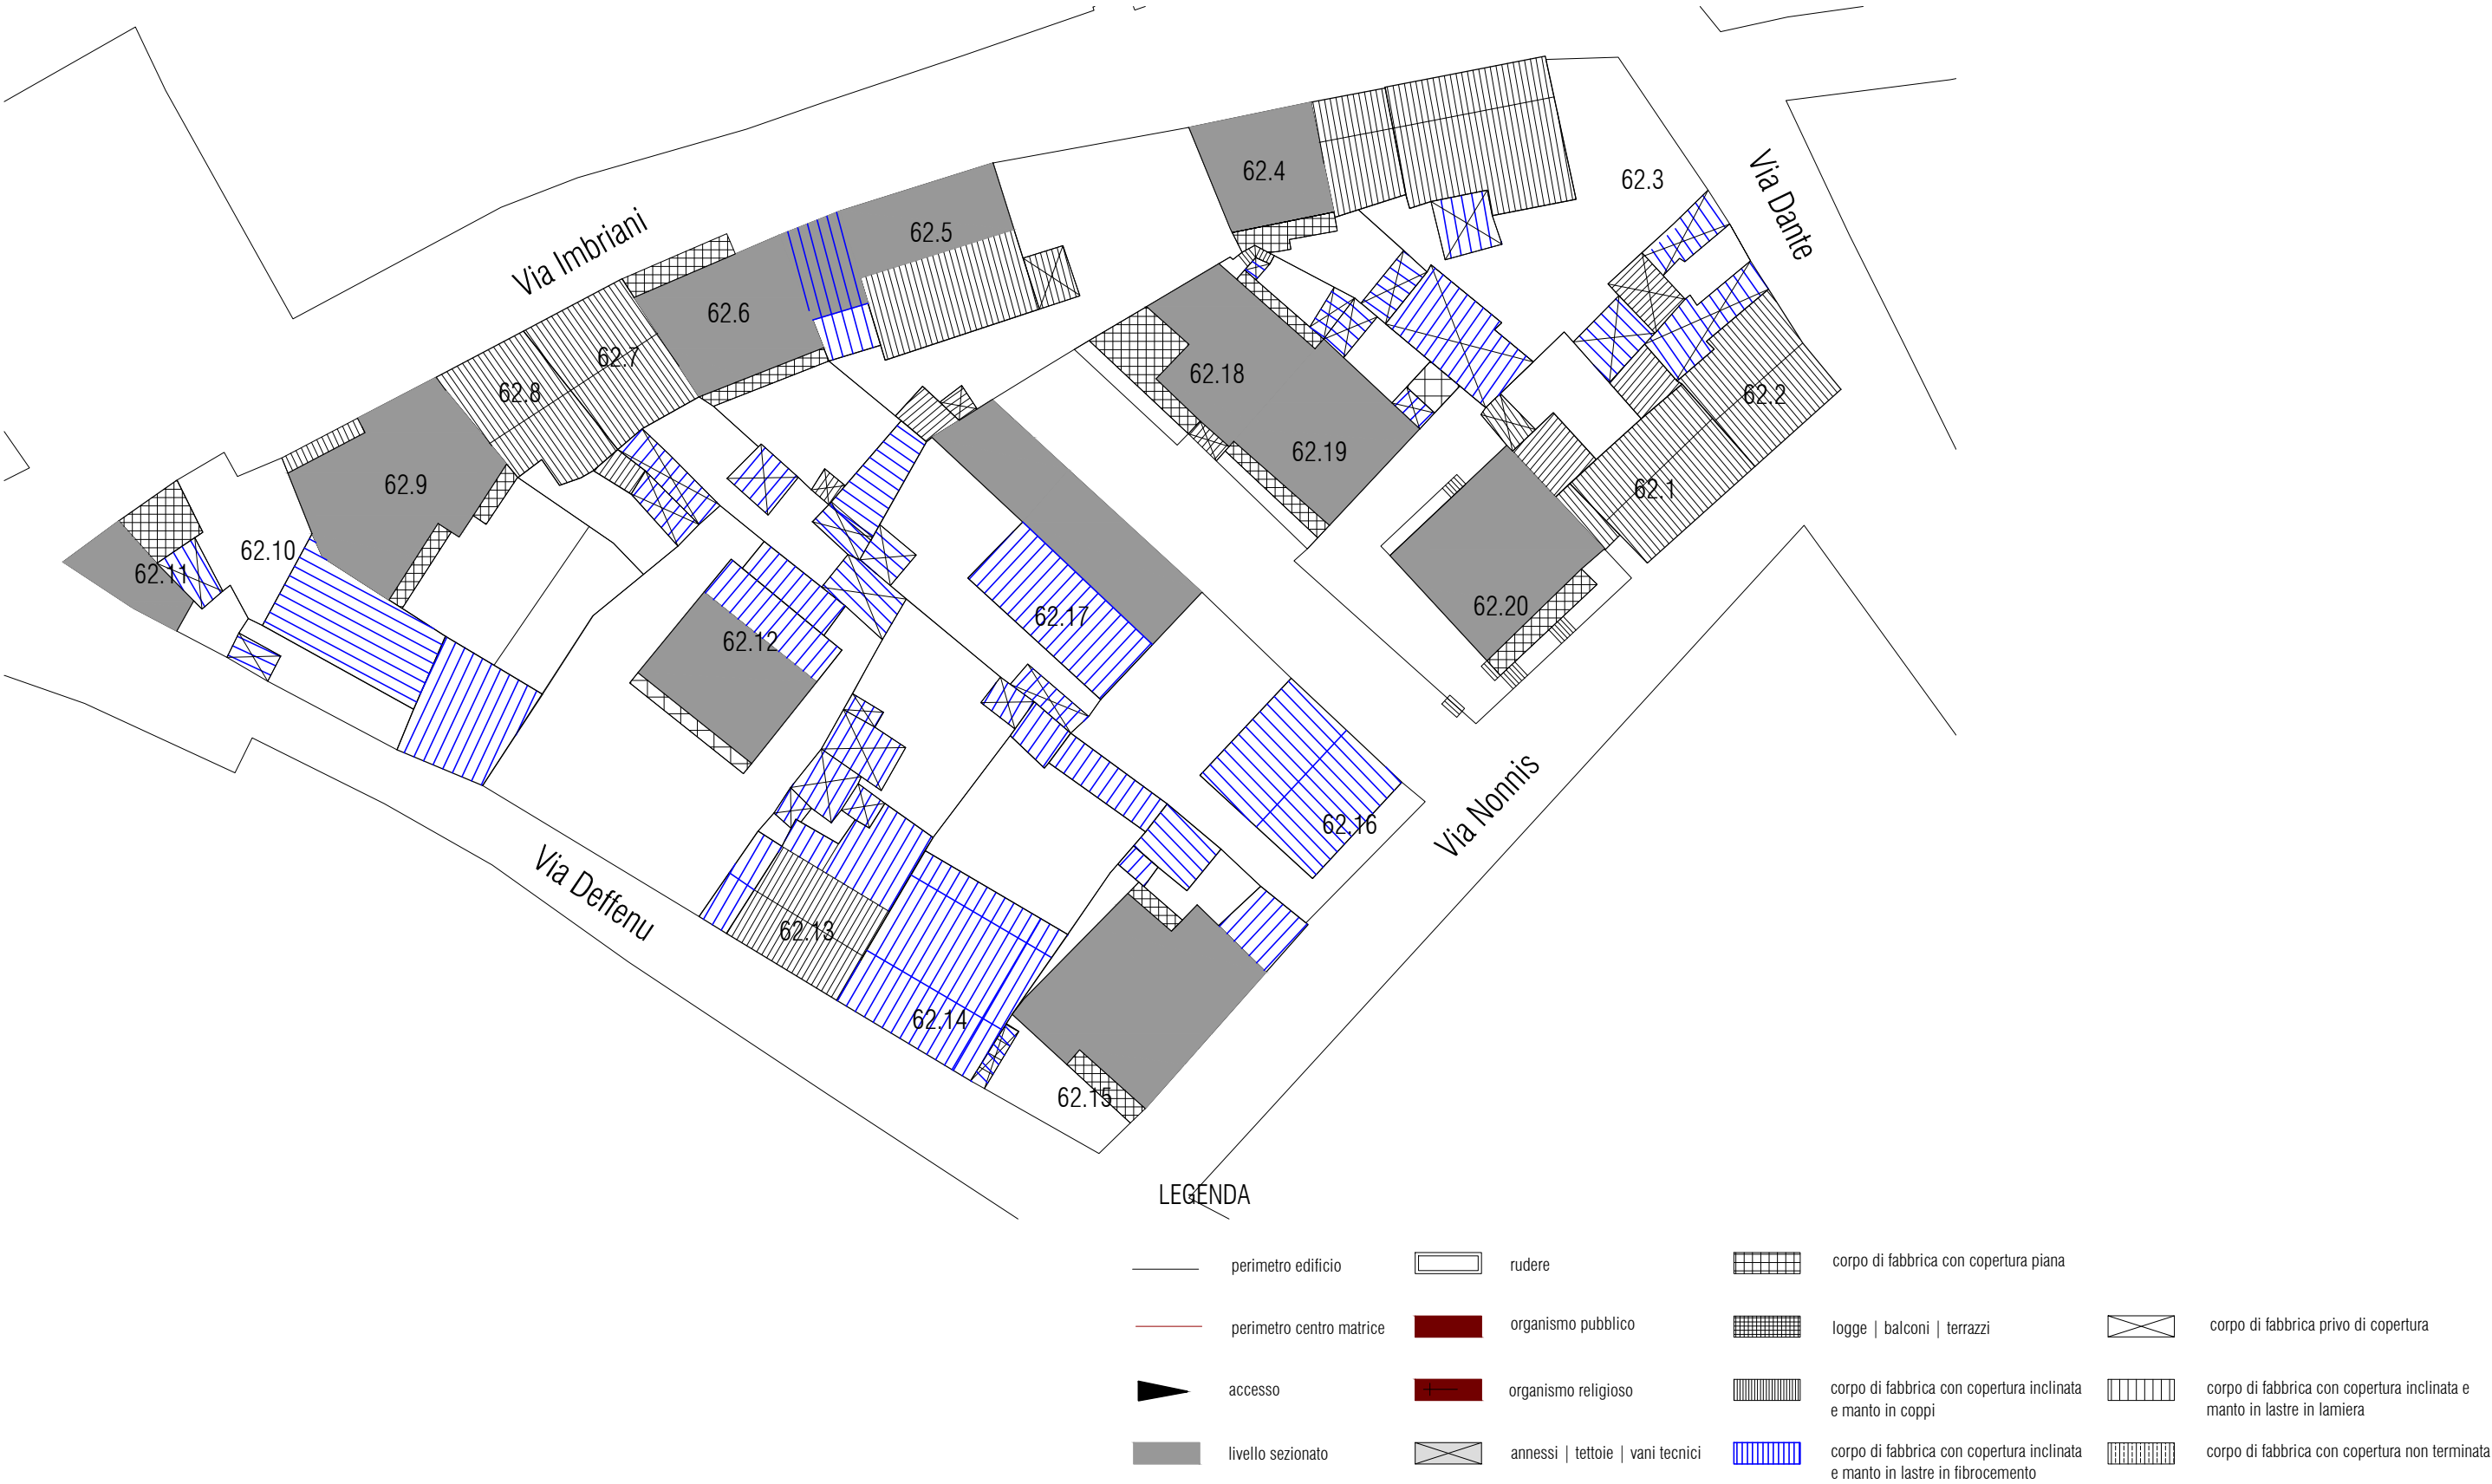 Via Imbriani
Via Dante
62.4
62.3
62.5
62.6
62.7
62.8
62.18
62.2
62.19
62.9
62.1
62.10
62.11
62.20
62.17
62.12
62.16
Via Nonnis
Via Deffenu
62.13
62.14
62.15
LEGENDA
perimetro edificio
rudere
corpo di fabbrica con copertura piana
perimetro centro matrice
organismo pubblico
logge | balconi | terrazzi
corpo di fabbrica privo di copertura
accesso
organismo religioso
corpo di fabbrica con copertura inclinata
e manto in coppi
corpo di fabbrica con copertura inclinata e
manto in lastre in lamiera
livello sezionato
annessi | tettoie | vani tecnici
corpo di fabbrica con copertura inclinata
e manto in lastre in fibrocemento
corpo di fabbrica con copertura non terminata